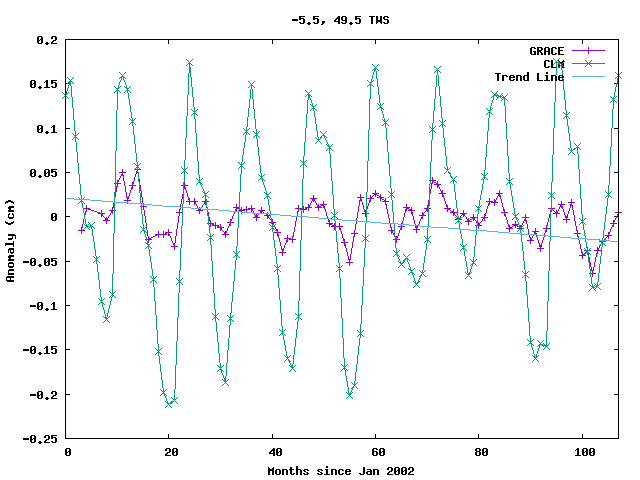 -5.5, 49.5 TWS
GRACE
CLM
Trend Line
0.2
0.15
0.1
0.05
0
-0.05
-0.1
-0.15
-0.2
-0.25
Anomaly (cm)
0 20 40 60 80 100
Months since Jan 2002